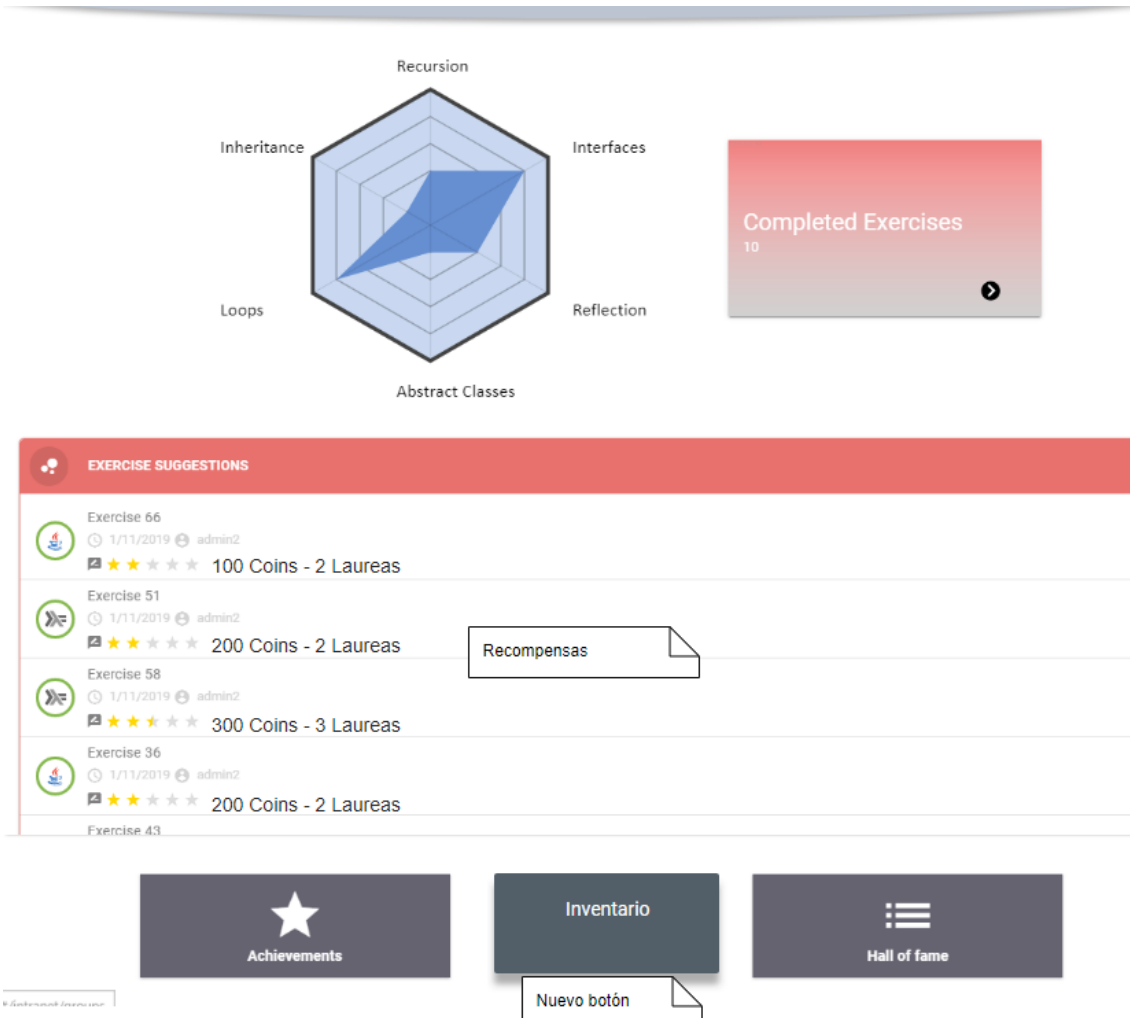 Recursion
Inheritance
Interfaces
Loops
Reflection
Abstract Classes
Completed Exercises
10
EXERCISE SUGGESTIONS
Exercise 66
1/11/2019 admin2
100 Coins - 2 Laureas
Exercise 51
1/11/2019 admin2
200 Coins - 2 Laureas
Recompensas
Exercise 58
1/11/2019 admin2
300 Coins - 3 Laureas
Exercise 36
1/11/2019 admin2
200 Coins - 2 Laureas
Exercise 43
Achievements
Inventario
Hall of fame
Nuevo botón